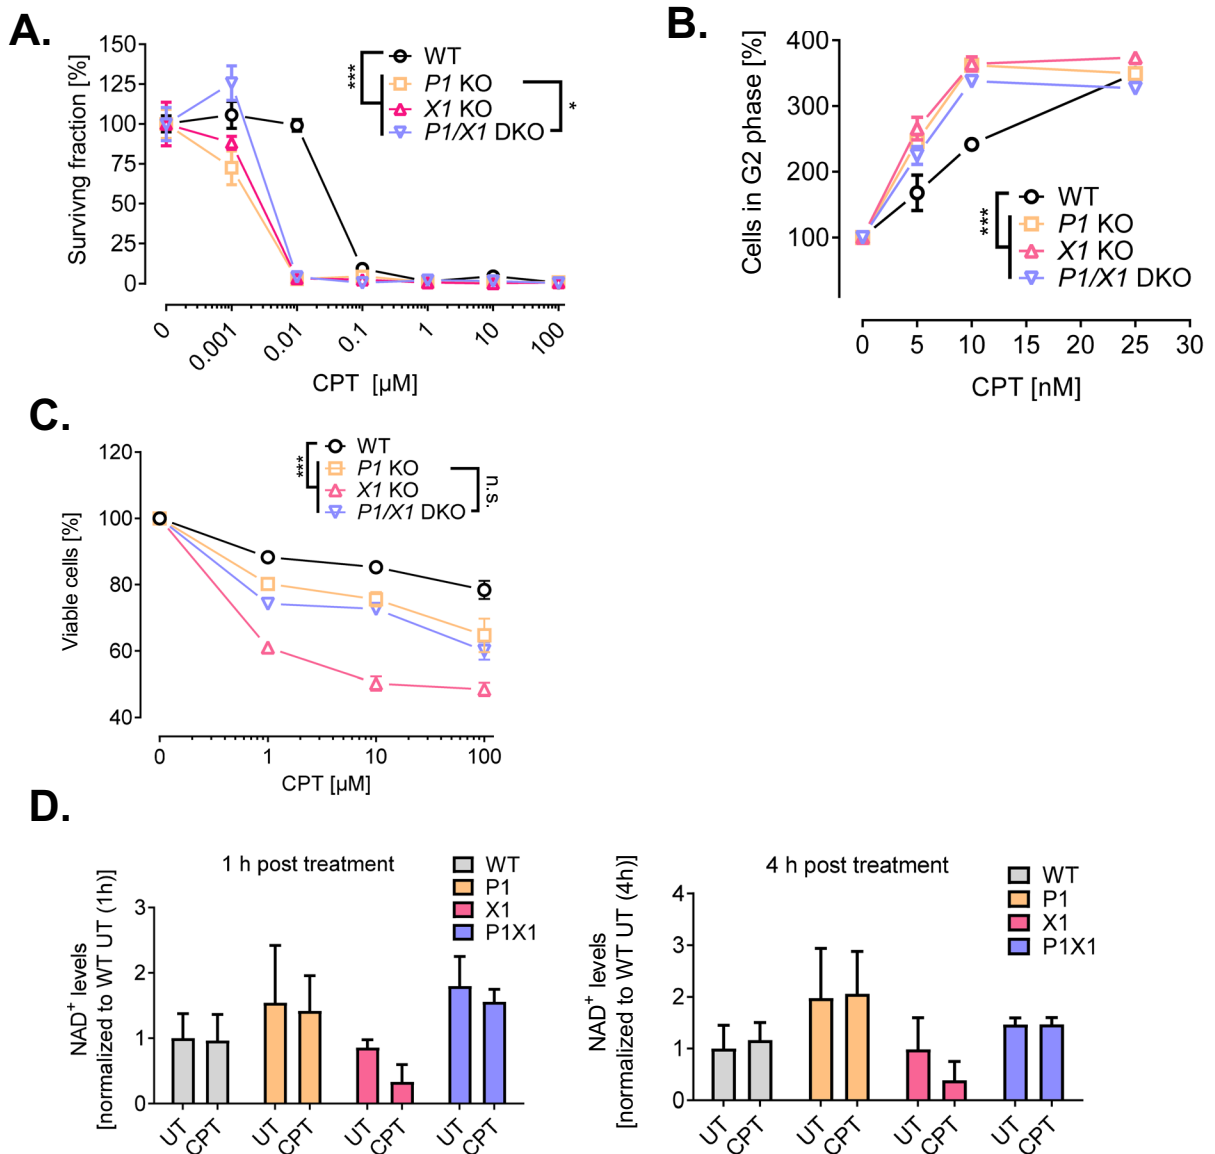 A.
Survivng fraction [%]
150
125
100
75
50
25
0
0
0.001
0.01
0.1
1
10
100
CPT [µM]
WT
P1 KO
X1 KO
P1/X1 DKO
***
*
B.
Cells in G2 phase [%]
400
300
200
100
0
5
10
15
20
25
30
CPT [nM]
WT
P1 KO
X1 KO
P1/X1 DKO
***
C.
Viable cells [%]
120
100
80
60
40
0
1
10
100
CPT [µM]
WT
P1 KO
X1 KO
P1/X1 DKO
***
n.s.
D.
1 h post treatment
NAD+ levels
[normalized to WT UT (1h)]
3
2
1
0
UT
CPT
UT
CPT
UT
CPT
UT
CPT
WT
P1
X1
P1X1
4 h post treatment
NAD+ levels
[normalized to WT UT (4h)]
4
3
2
1
0
UT
CPT
UT
CPT
UT
CPT
UT
CPT
WT
P1
X1
P1X1